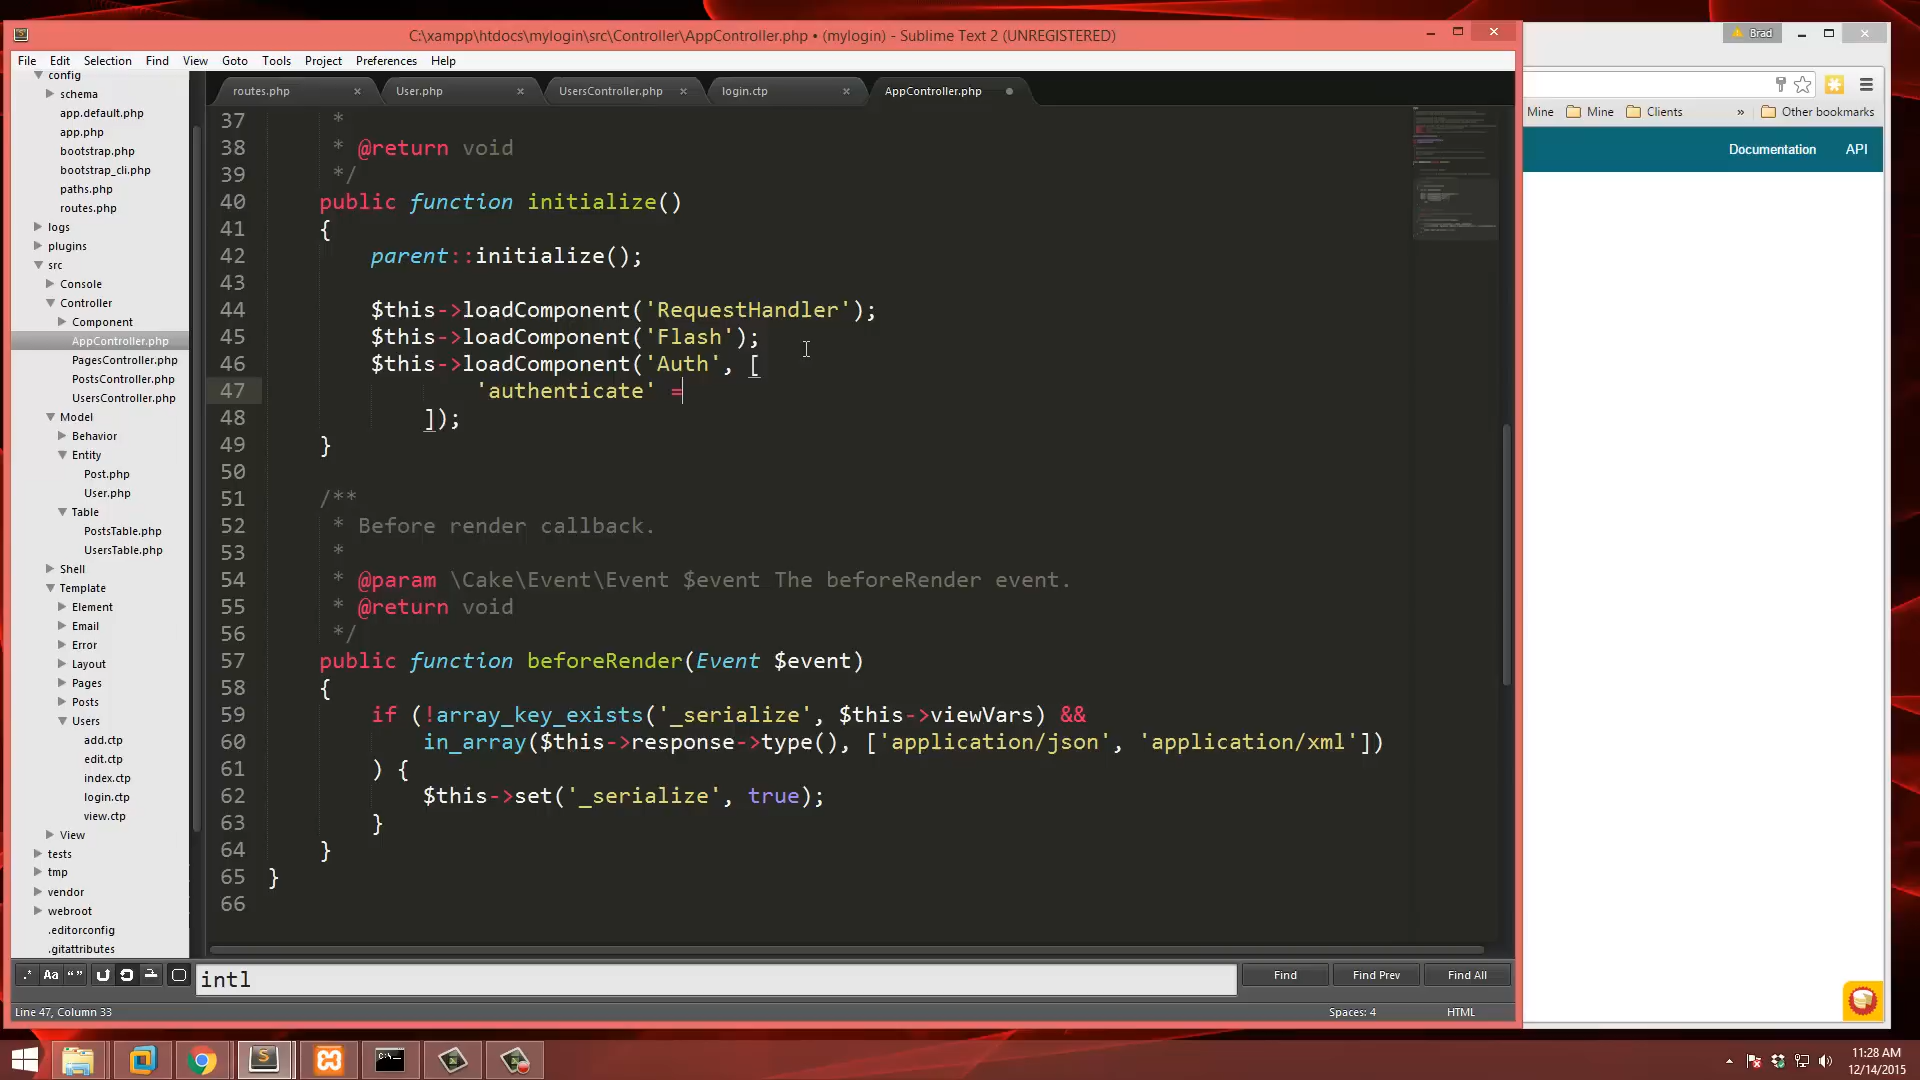 C:\xampp\htdocs\mylogin\src\Controller\AppController.php • (mylogin) - Sublime Text 2 (UNREGISTERED)
Brad
File Edit Selection Find View Goto Tools Project Preferences Help
routes.php User.php UsersController.php login.ctp AppController.php
Mine Mine Clients » Other bookmarks
Documentation API
config
schema
app.default.php
app.php
bootstrap.php
bootstrap_cli.php
paths.php
routes.php
logs
plugins
src
Console
Controller
Component
AppController.php
PagesController.php
PostsController.php
UsersController.php
Model
Behavior
Entity
Post.php
User.php
Table
PostsTable.php
UsersTable.php
Shell
Template
Element
Email
Error
Layout
Pages
Posts
Users
add.ctp
edit.ctp
index.ctp
login.ctp
view.ctp
View
tests
tmp
vendor
webroot
.editorconfig
.gitattributes
37 *
38 * @return void
39 */
40 public function initialize()
41 {
42 parent::initialize();
43
44 $this->loadComponent('RequestHandler');
45 $this->loadComponent('Flash');
46 $this->loadComponent('Auth', [
47 'authenticate' =
48 ]);
49 }
50
51 /**
52 * Before render callback.
53 *
54 * @param \Cake\Event\Event $event The beforeRender event.
55 * @return void
56 */
57 public function beforeRender(Event $event)
58 {
59 if (!array_key_exists('_serialize', $this->viewVars) &&
60 in_array($this->response->type(), ['application/json', 'application/xml'])
61 ) {
62 $this->set('_serialize', true);
63 }
64 }
65 }
66
.* Aa “” intl Find Find Prev Find All
Line 47, Column 33 Spaces: 4 HTML
11:28 AM
12/14/2015